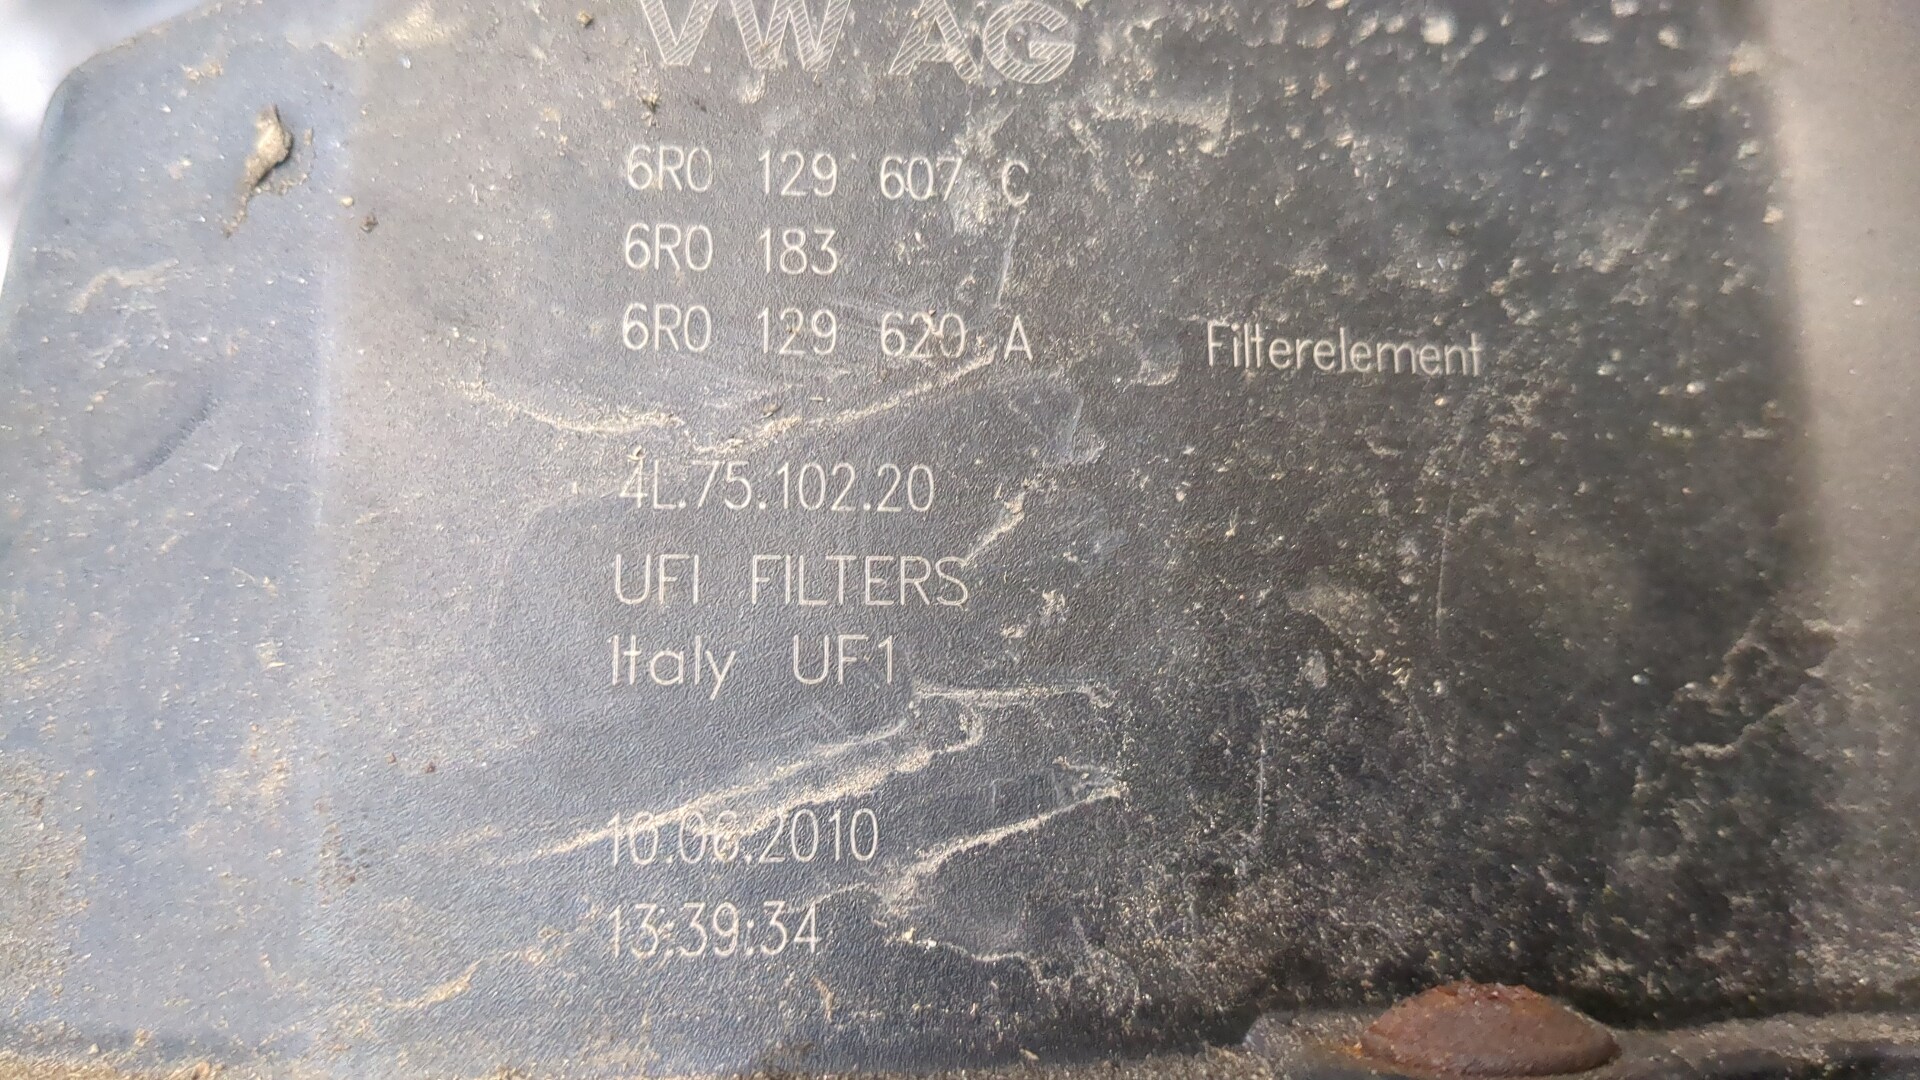 VW AG
6R0 129 607 C
6R0 183
6R0 129 620 A Filterelement
4L.75.102.20
UFI FILTERS
Italy UF1
10.06.2010
13:39:34